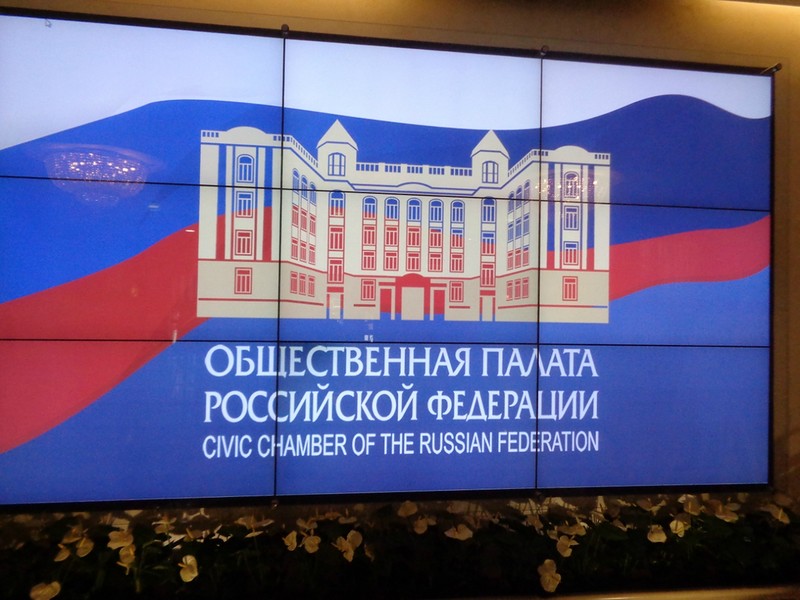 ОБЩЕСТВЕННАЯ ПАЛАТА
РОССИЙСКОЙ ФЕДЕРАЦИИ
CIVIC CHAMBER OF THE RUSSIAN FEDERATION